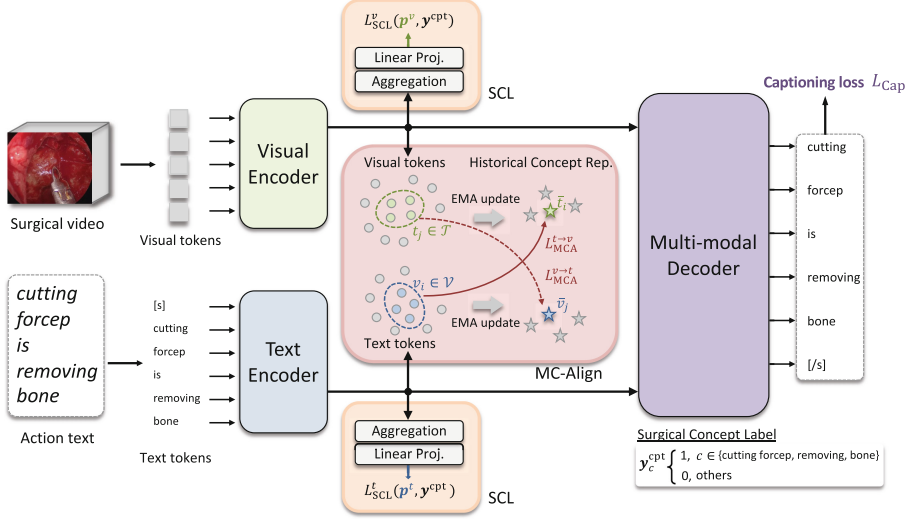 L^v_SCL(p^v, y^cpt)
Linear Proj.
Aggregation
SCL
Captioning loss L_Cap
Visual Encoder
Surgical video
Visual tokens
Visual tokens
Historical Concept Rep.
EMA update
t̄_i
t_j ∈ 𝒯
L^{t→v}_MCA
L^{v→t}_MCA
v_i ∈ 𝒱
v̄_j
EMA update
Text tokens
MC-Align
Multi-modal
Decoder
cutting
forcep
is
removing
bone
[/s]
cutting
forcep
is
removing
bone
Action text
[s]
cutting
forcep
is
removing
bone
Text tokens
Text
Encoder
Aggregation
Linear Proj.
L^t_SCL(p^t, y^cpt)
SCL
Surgical Concept Label
y^cpt_c { 1, c ∈ {cutting forcep, removing, bone}
0, others